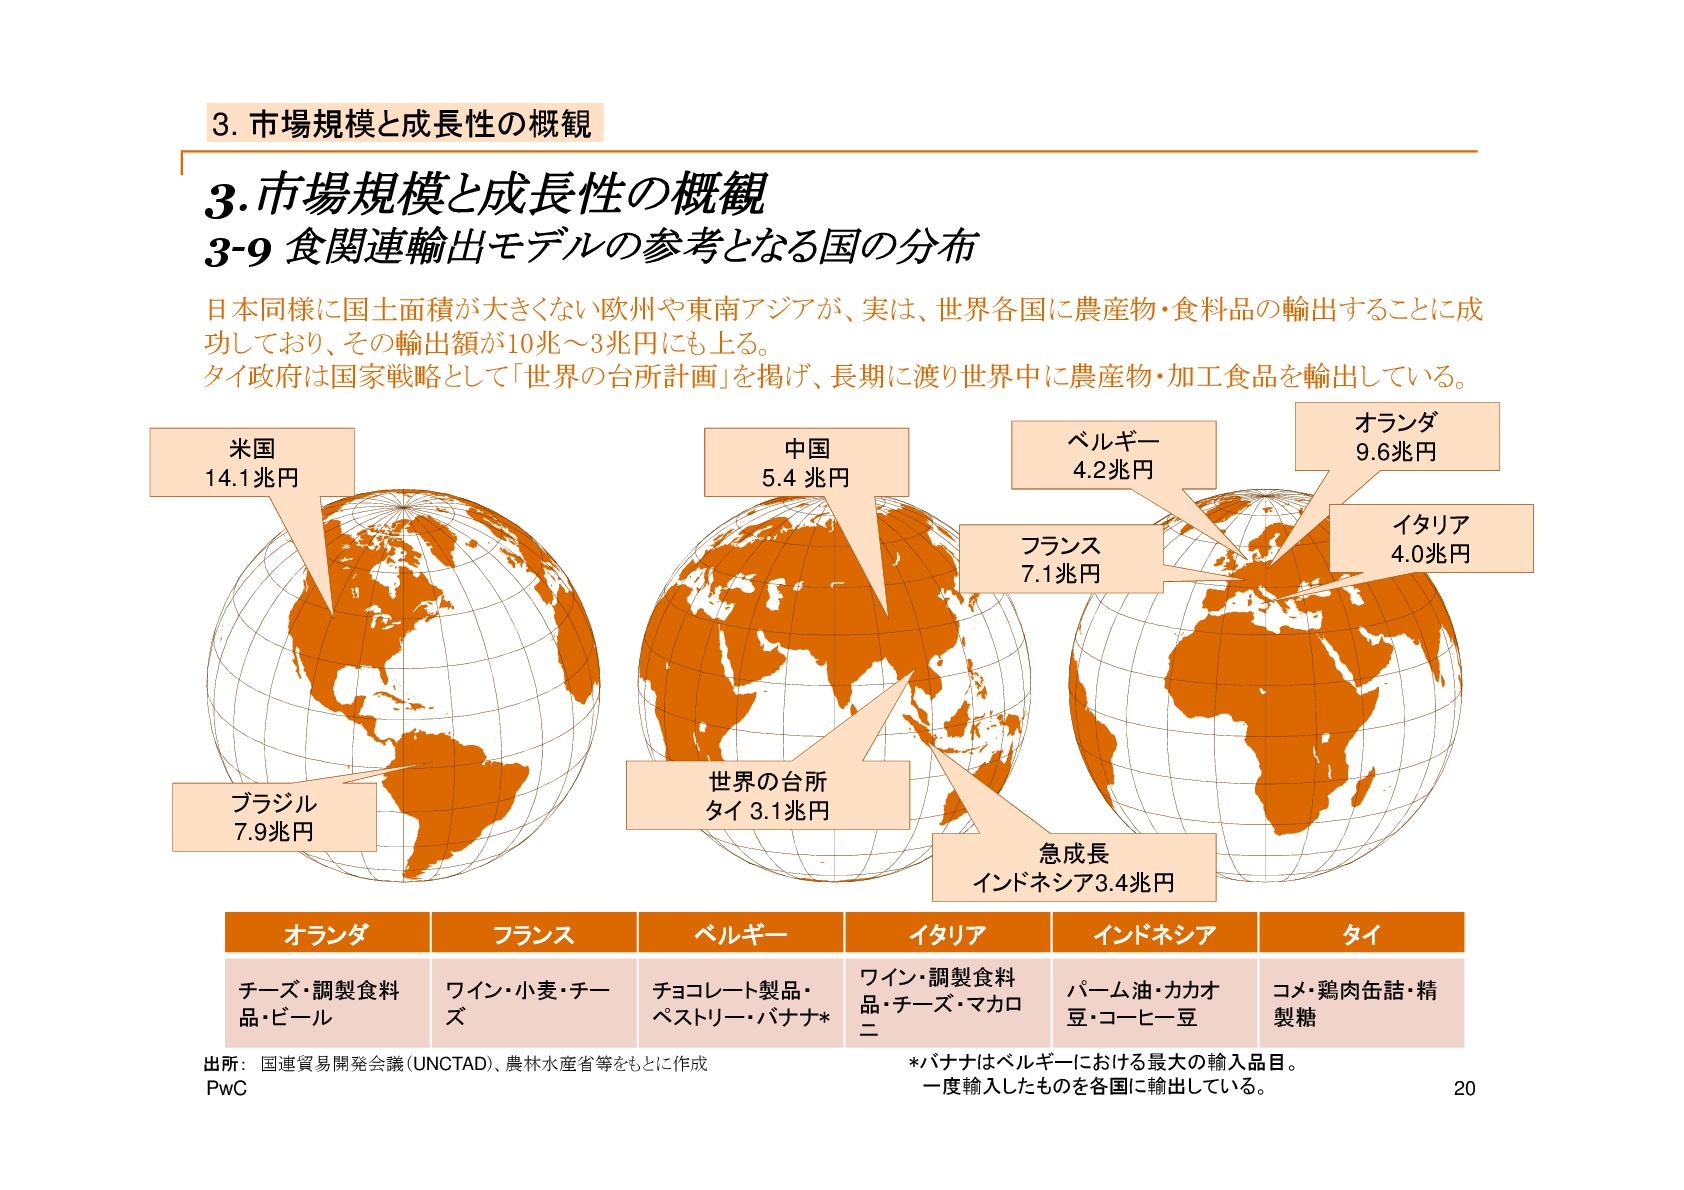 3. 市場規模と成長性の概観
3.市場規模と成長性の概観
3-9 食関連輸出モデルの参考となる国の分布
日本同様に国土面積が大きくない欧州や東南アジアが、実は、世界各国に農産物・食料品の輸出することに成
功しており、その輸出額が10兆～3兆円にも上る。
タイ政府は国家戦略として「世界の台所計画」を掲げ、長期に渡り世界中に農産物・加工食品を輸出している。
米国
14.1兆円
中国
5.4 兆円
ベルギー
4.2兆円
オランダ
9.6兆円
フランス
7.1兆円
イタリア
4.0兆円
ブラジル
7.9兆円
世界の台所
タイ 3.1兆円
急成長
インドネシア3.4兆円
オランダ
フランス
ベルギー
イタリア
インドネシア
タイ
チーズ・調製食料
品・ビール
ワイン・小麦・チー
ズ
チョコレート製品・
ペストリー・バナナ*
ワイン・調製食料
品・チーズ・マカロ
ニ
パーム油・カカオ
豆・コーヒー豆
コメ・鶏肉缶詰・精
製糖
出所： 国連貿易開発会議（UNCTAD）、農林水産省等をもとに作成
*バナナはベルギーにおける最大の輸入品目。
一度輸入したものを各国に輸出している。
PwC
20